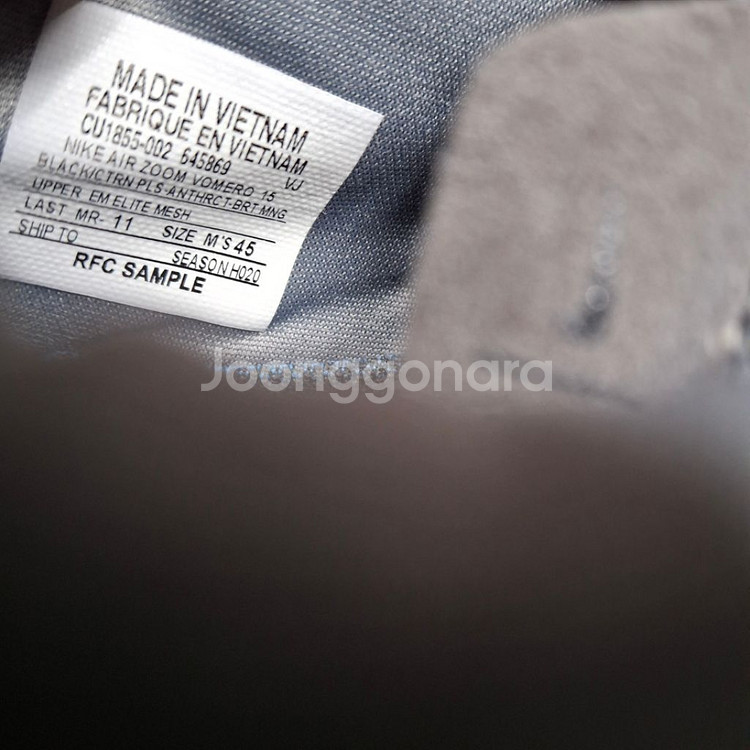 MADE IN VIETNAM
FABRIQUE EN VIETNAM
CU1855-002 645869 VJ
NIKE AIR ZOOM VOMERO 15
BLACK/CTRN PLS-ANTHRCT-BRT MNG
UPPER EM ELITE MESH
LAST MR- 11 SIZE M'S 45
SHIP TO SEASON HO20
RFC SAMPLE
Joonggonara